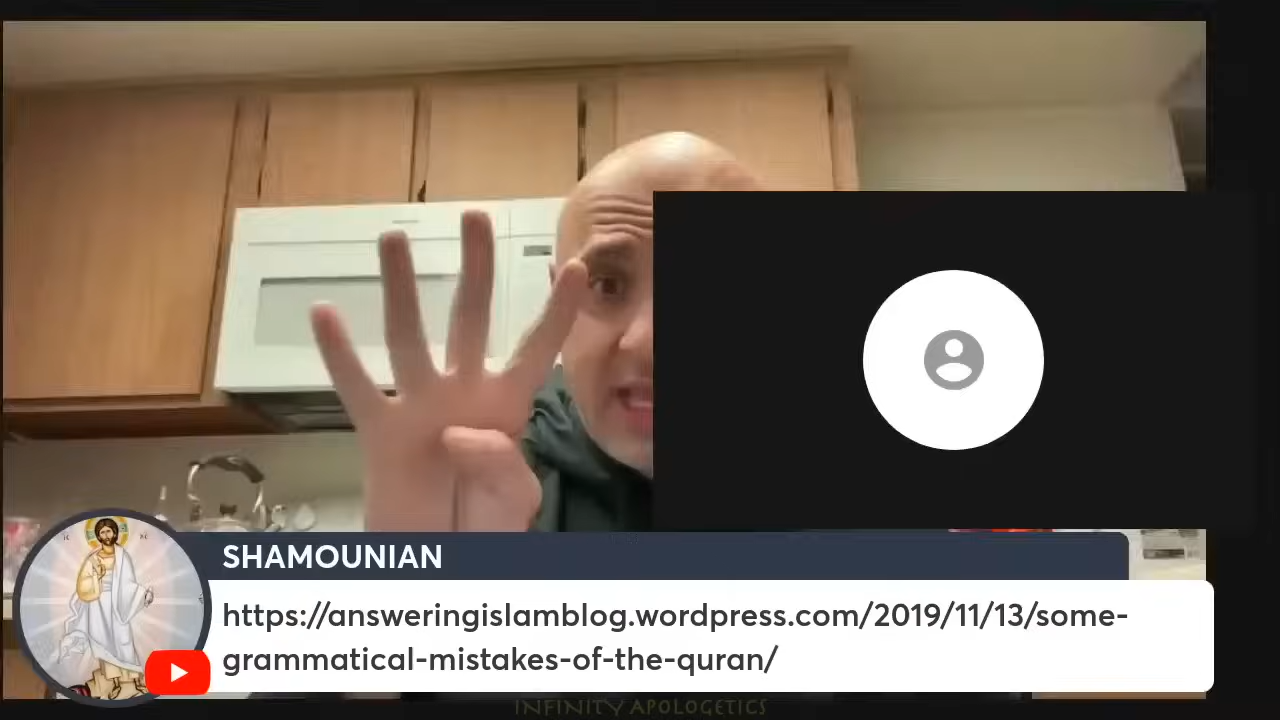 SHAMOUNIAN
https://answeringislamblog.wordpress.com/2019/11/13/some-
grammatical-mistakes-of-the-quran/
INFINITY APOLOGETICS